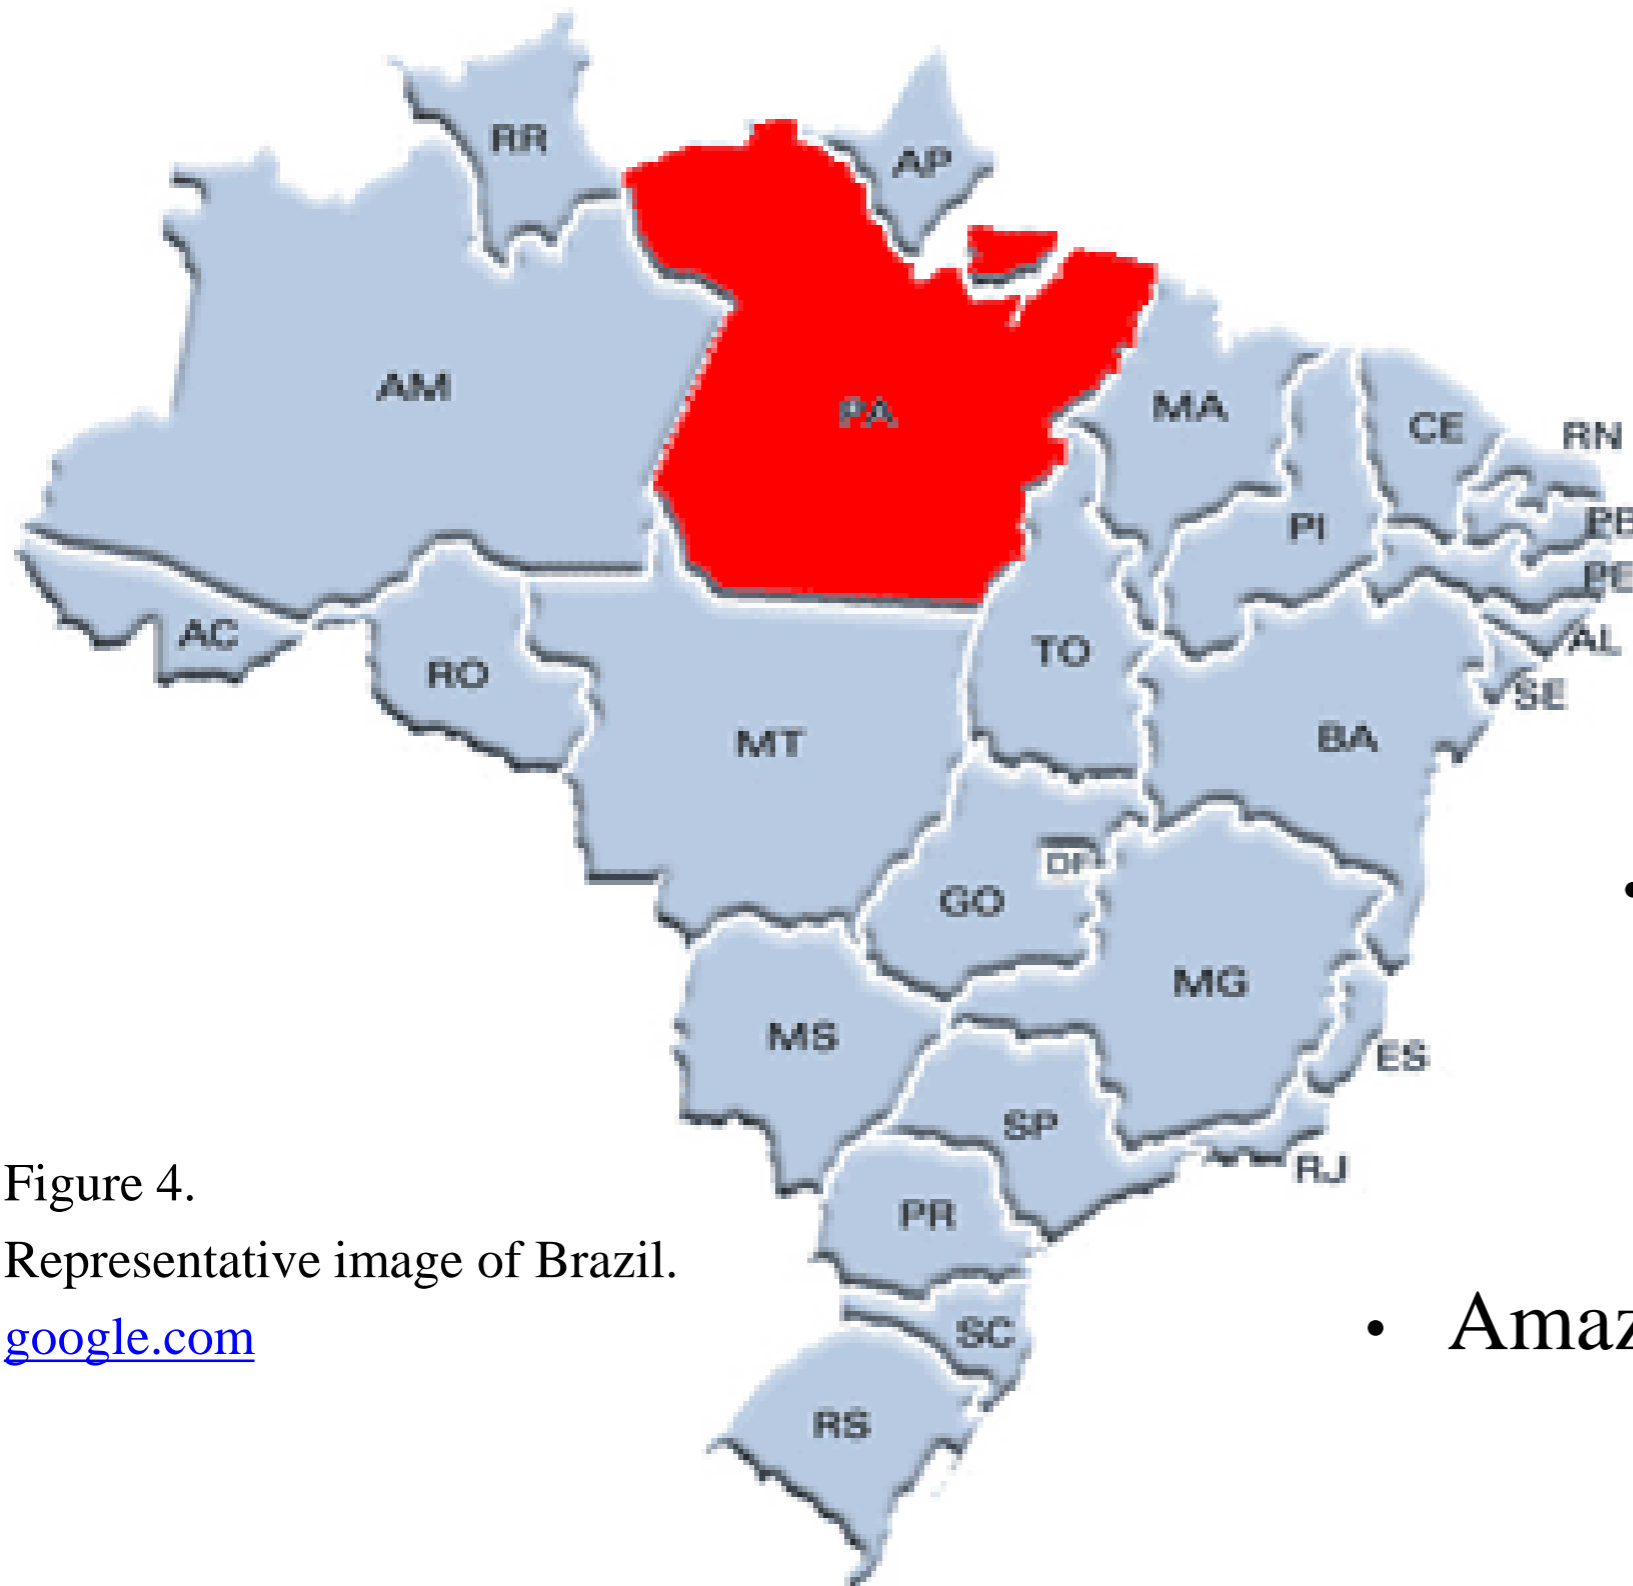 RR
AP
AM
PA
MA
CE
RN
PI
PB
PE
AC
AL
RO
TO
SE
MT
BA
DF
GO
MG
MS
ES
SP
RJ
PR
SC
RS
Figure 4.
Representative image of Brazil.
google.com
•
• Amaz